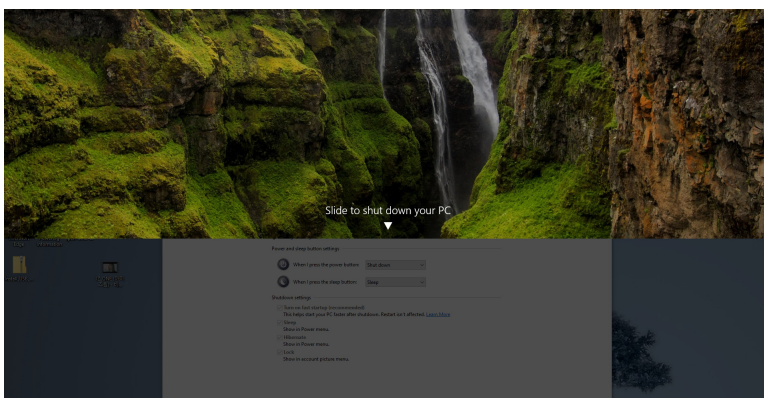 Slide to shut down your PC
Power and sleep button settings
When I press the power button: Shut down
When I press the sleep button: Sleep
Shutdown settings
Turn on fast startup (recommended)
This helps start your PC faster after shutdown. Restart isn't affected. Learn More
Sleep
Show in Power menu.
Hibernate
Show in Power menu.
Lock
Show in account picture menu.